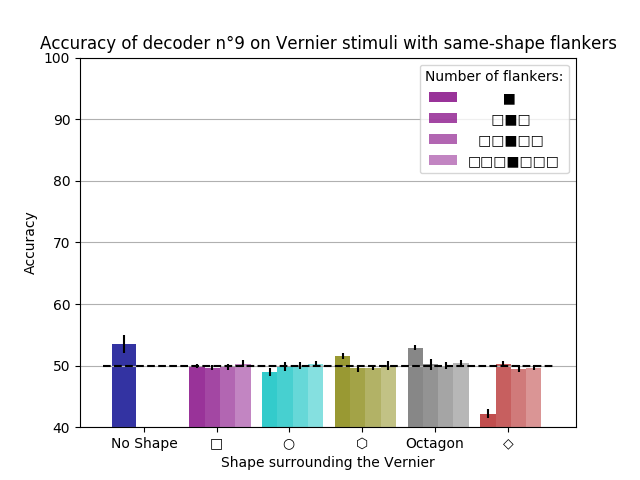 Accuracy of decoder n°9 on Vernier stimuli with same-shape flankers
Number of flankers:
■
□■□
□□■□□
□□□■□□□
100
90
80
70
60
50
40
Accuracy
No Shape □ ○ ⬡ Octagon ◇
Shape surrounding the Vernier